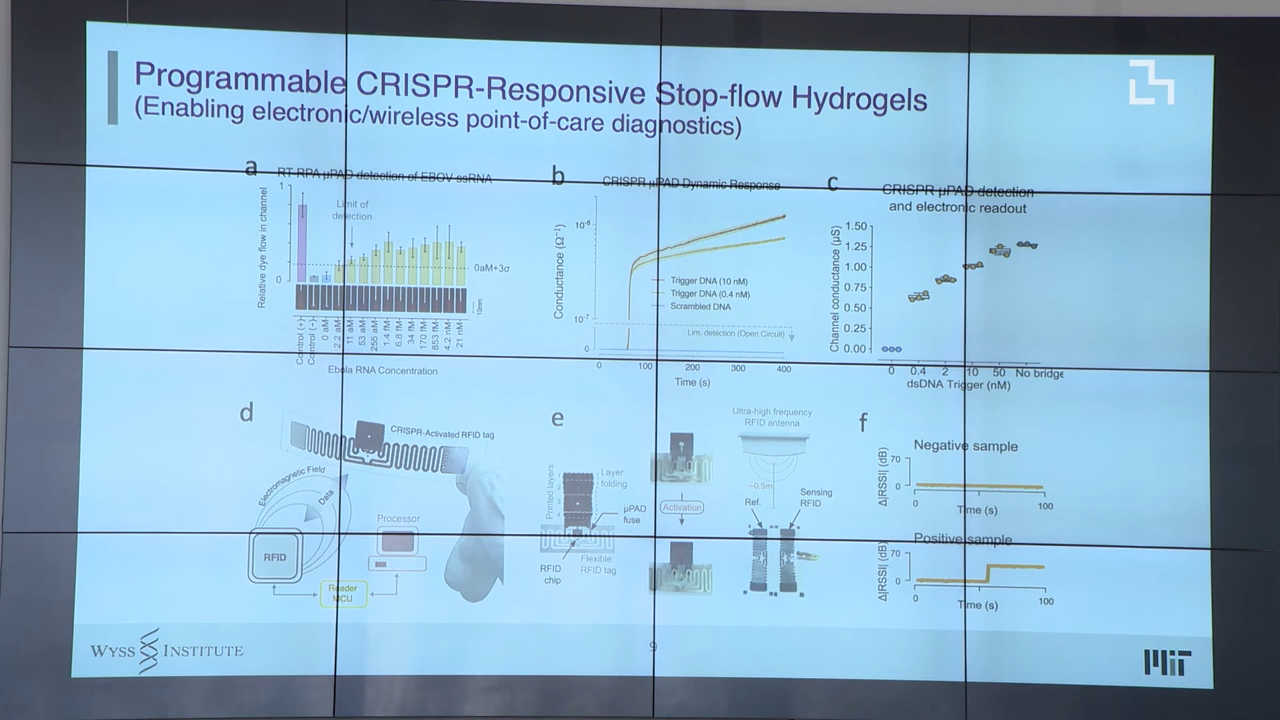 Programmable CRISPR-Responsive Stop-flow Hydrogels
(Enabling electronic/wireless point-of-care diagnostics)
a
RT-RPA µPAD detection of EBOV ssRNA
Relative dye flow in channel
1
0
Limit of
detection
0aM+3σ
10mm
Control (+)
Control (−)
0 aM
2.2 aM
11 aM
53 aM
255 aM
1.4 fM
6.8 fM
34 fM
170 fM
853 fM
4.2 nM
21 nM
Ebola RNA Concentration
b
CRISPR µPAD Dynamic Response
Conductance (Ω⁻¹)
10⁻⁶
10⁻⁷
0
Trigger DNA (10 nM)
Trigger DNA (0.4 nM)
Scrambled DNA
Lim. detection (Open Circuit)
0
100
200
300
400
Time (s)
c
CRISPR µPAD detection
and electronic readout
Channel conductance (µS)
1.50
1.25
1.00
0.75
0.50
0.25
0.00
0
0.4
2
10
50
No bridge
dsDNA Trigger (nM)
d
CRISPR-Activated RFID tag
Electromagnetic Field
Data
RFID
Processor
Reader
MCU
e
Printed layers
Layer
folding
µPAD
fuse
RFID
chip
Flexible
RFID tag
Activation
Ultra-high frequency
RFID antenna
~0.5m
Ref.
Sensing
RFID
f
Negative sample
Δ|RSSI| (dB)
70
0
0
100
Time (s)
Positive sample
Δ|RSSI| (dB)
70
0
0
100
Time (s)
WYSS INSTITUTE
9
MIT